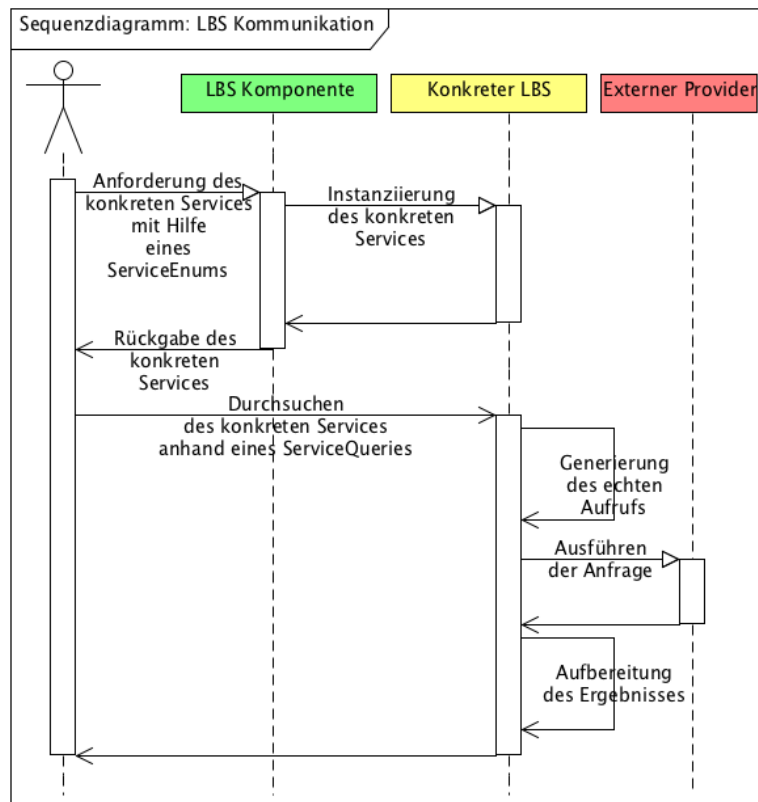 Sequenzdiagramm: LBS Kommunikation
LBS Komponente
Konkreter LBS
Externer Provider
Anforderung des
konkreten Services
mit Hilfe
eines
ServiceEnums
Instanziierung
des konkreten
Services
Rückgabe des
konkreten
Services
Durchsuchen
des konkreten Services
anhand eines ServiceQueries
Generierung
des echten
Aufrufs
Ausführen
der Anfrage
Aufbereitung
des Ergebnisses